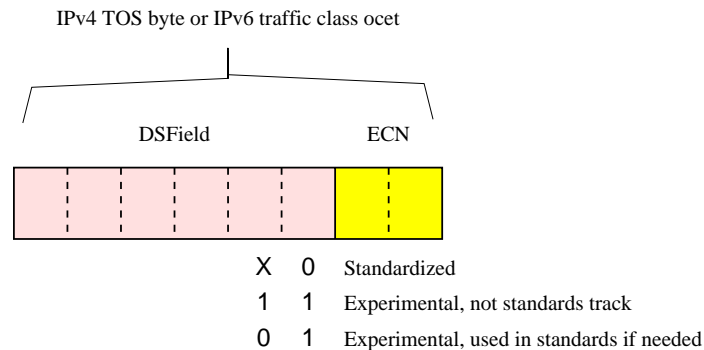 IPv4 TOS byte or IPv6 traffic class ocet
DSField ECN
X 0 Standardized
1 1 Experimental, not standards track
0 1 Experimental, used in standards if needed